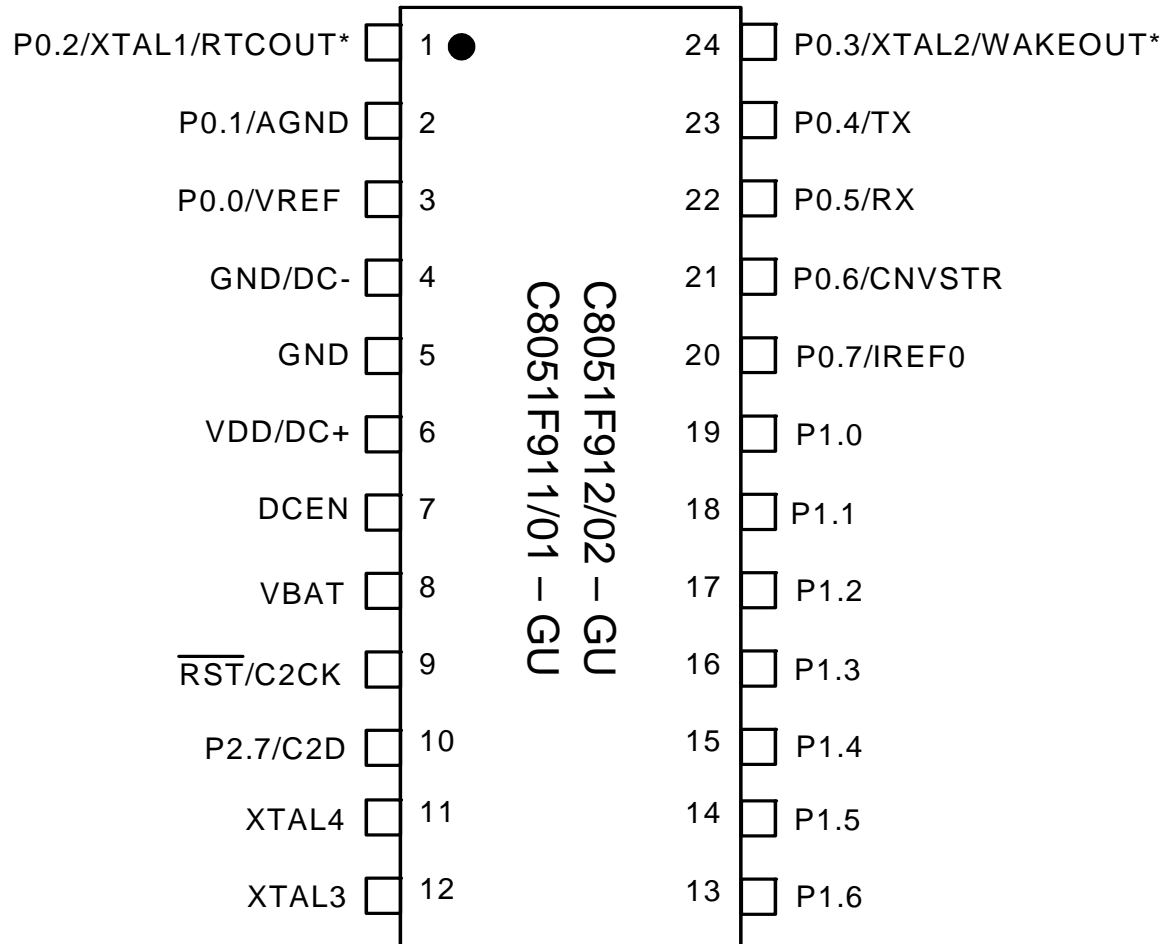 P0.2/XTAL1/RTCOUT* 1 24 P0.3/XTAL2/WAKEOUT*
P0.1/AGND 2 23 P0.4/TX
P0.0/VREF 3 22 P0.5/RX
GND/DC- 4 21 P0.6/CNVSTR
GND 5 20 P0.7/IREF0
VDD/DC+ 6 19 P1.0
DCEN 7 18 P1.1
VBAT 8 17 P1.2
RST/C2CK 9 16 P1.3
P2.7/C2D 10 15 P1.4
XTAL4 11 14 P1.5
XTAL3 12 13 P1.6
C8051F912/02 – GU
C8051F911/01 – GU